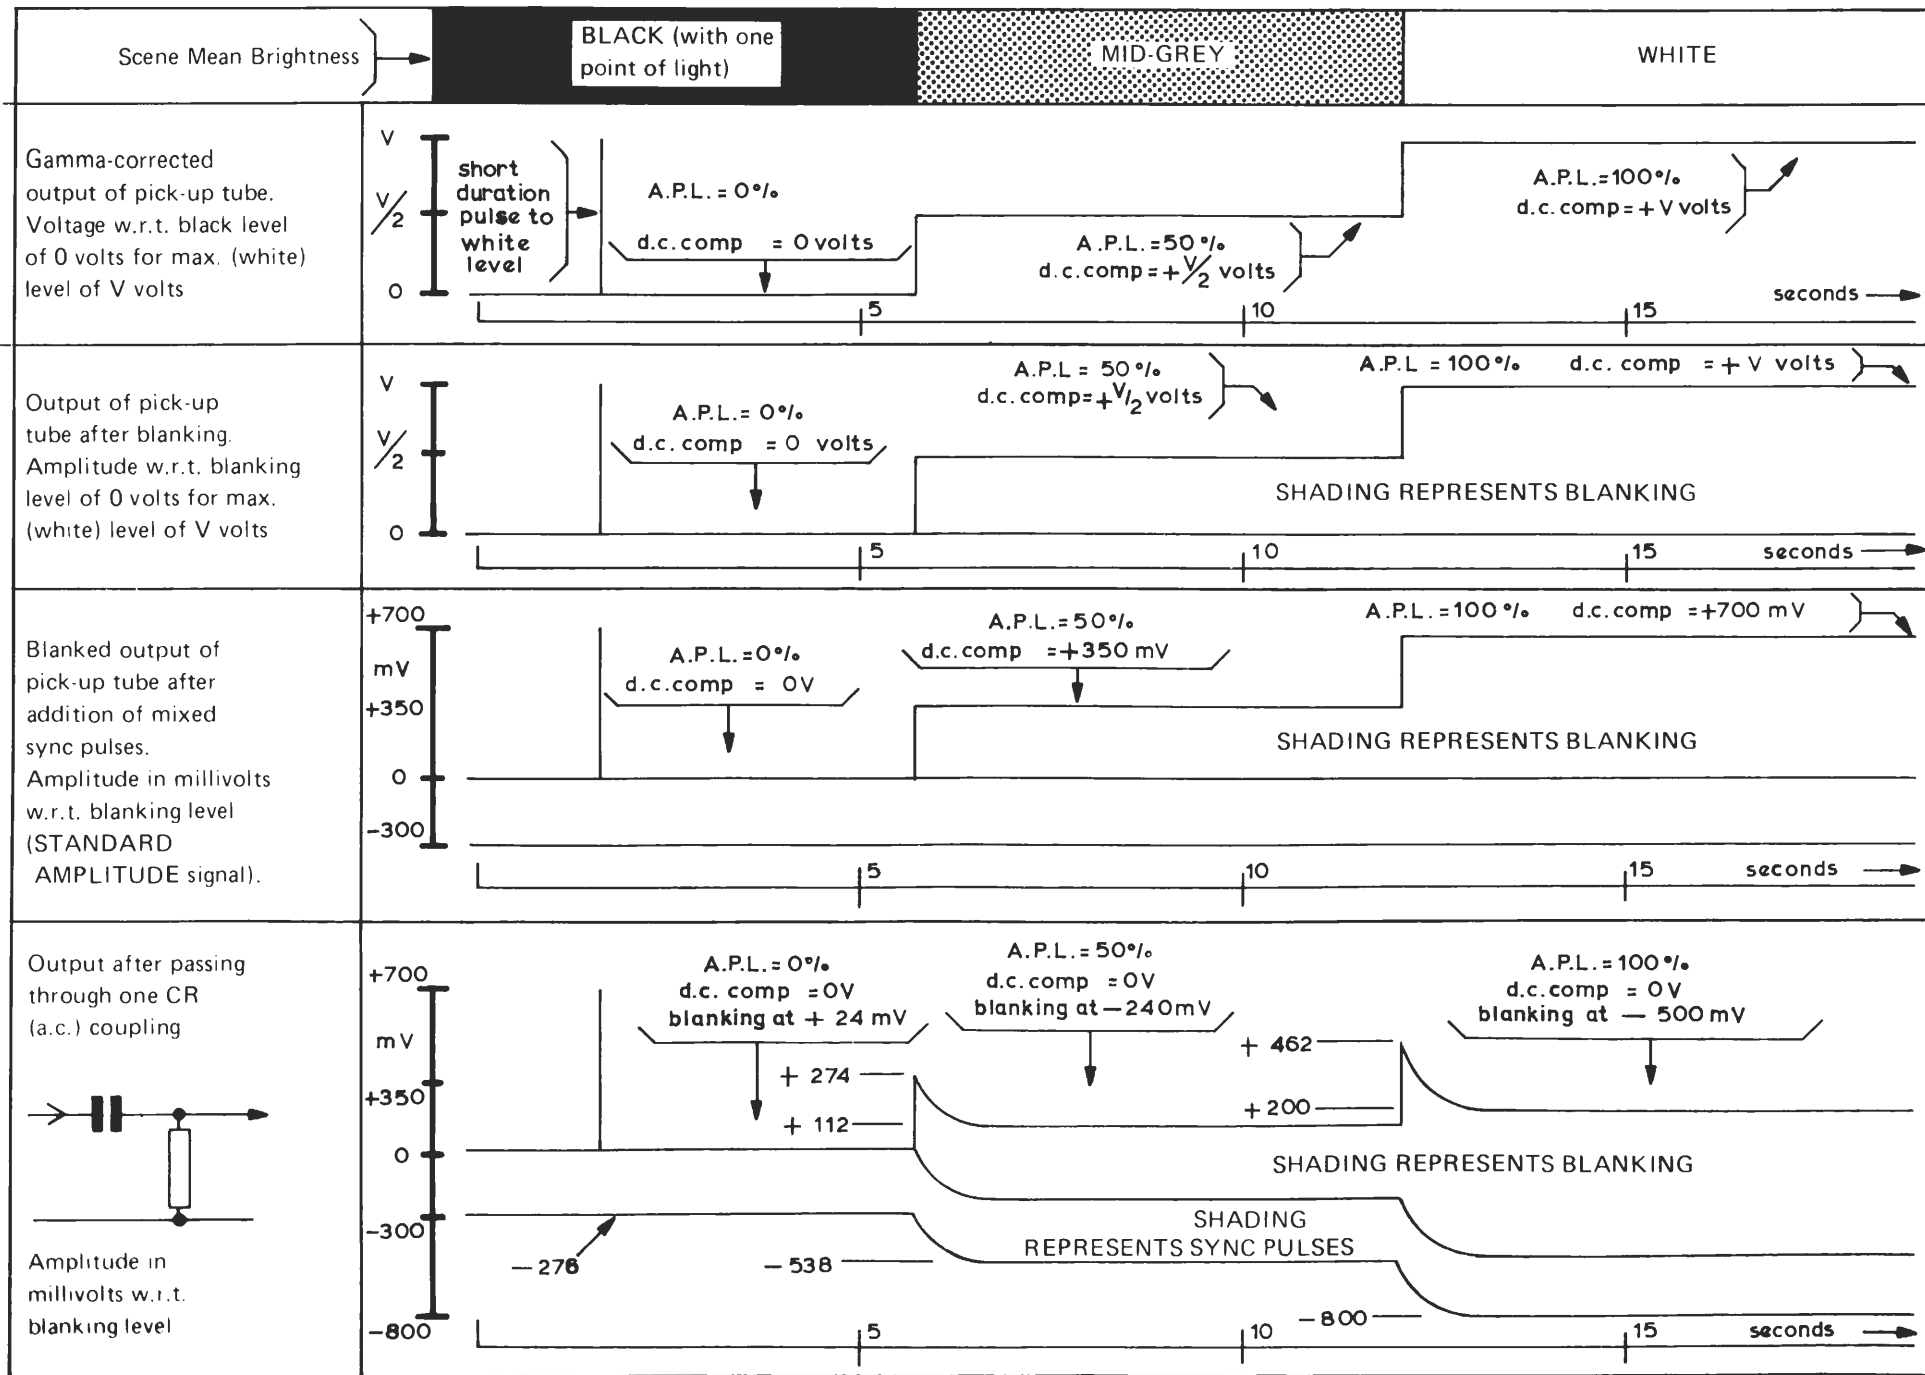 Scene Mean Brightness
BLACK (with one
point of light)
MID-GREY
WHITE
Gamma-corrected
output of pick-up tube.
Voltage w.r.t. black level
of 0 volts for max. (white)
level of V volts
V
V/2
0
short
duration
pulse to
white
level
A.P.L. = 0%
d.c.comp = 0 volts
A.P.L. = 50%
d.c.comp = + V/2 volts
A.P.L. = 100%
d.c.comp = + V volts
5
10
15
seconds
Output of pick-up
tube after blanking.
Amplitude w.r.t. blanking
level of 0 volts for max.
(white) level of V volts
V
V/2
0
A.P.L. = 0%
d.c.comp = 0 volts
A.P.L = 50%
d.c.comp = + V/2 volts
A.P.L = 100% d.c. comp = + V volts
SHADING REPRESENTS BLANKING
5
10
15
seconds
Blanked output of
pick-up tube after
addition of mixed
sync pulses.
Amplitude in millivolts
w.r.t. blanking level
(STANDARD
AMPLITUDE signal).
+700
mV
+350
0
-300
A.P.L. = 0%
d.c.comp = 0V
A.P.L. = 50%
d.c.comp = +350 mV
A.P.L. = 100% d.c.comp = +700 mV
SHADING REPRESENTS BLANKING
5
10
15
seconds
Output after passing
through one CR
(a.c.) coupling
Amplitude in
millivolts w.r.t.
blanking level
+700
mV
+350
0
-300
-800
A.P.L. = 0%
d.c. comp = 0V
blanking at + 24 mV
A.P.L. = 50%
d.c. comp = 0V
blanking at - 240mV
A.P.L. = 100%
d.c. comp = 0V
blanking at - 500mV
+ 274
+ 112
+ 462
+ 200
SHADING REPRESENTS BLANKING
SHADING
REPRESENTS SYNC PULSES
- 276
- 538
- 800
5
10
15
seconds